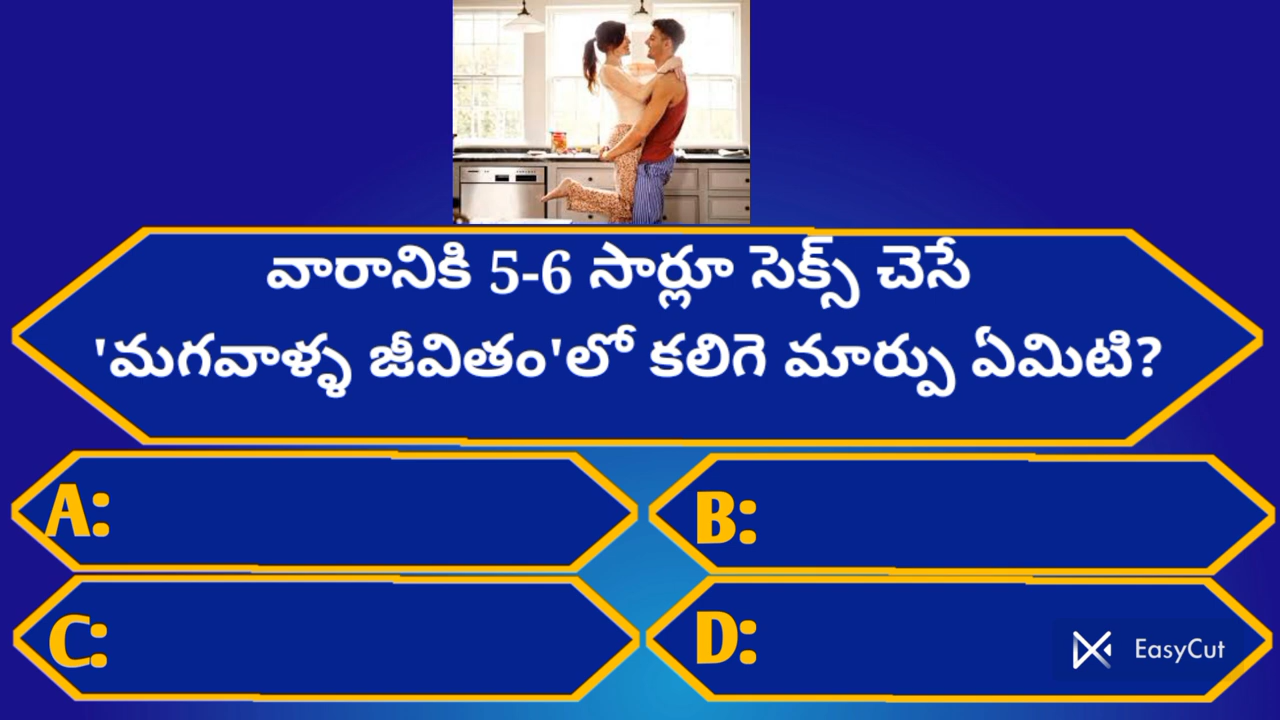 వారానికి 5-6 సార్లూ సెక్స్ చెసే
'మగవాళ్ళ జీవితం'లో కలిగె మార్పు ఏమిటి?
A:
B:
C:
D:
EasyCut